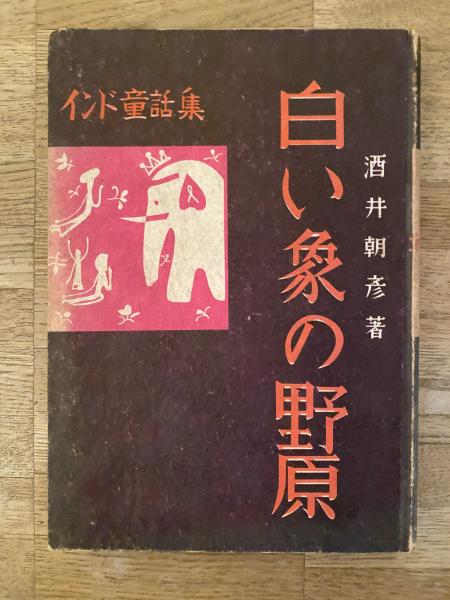 インド童話集
白い象の野原
酒井朝彦著